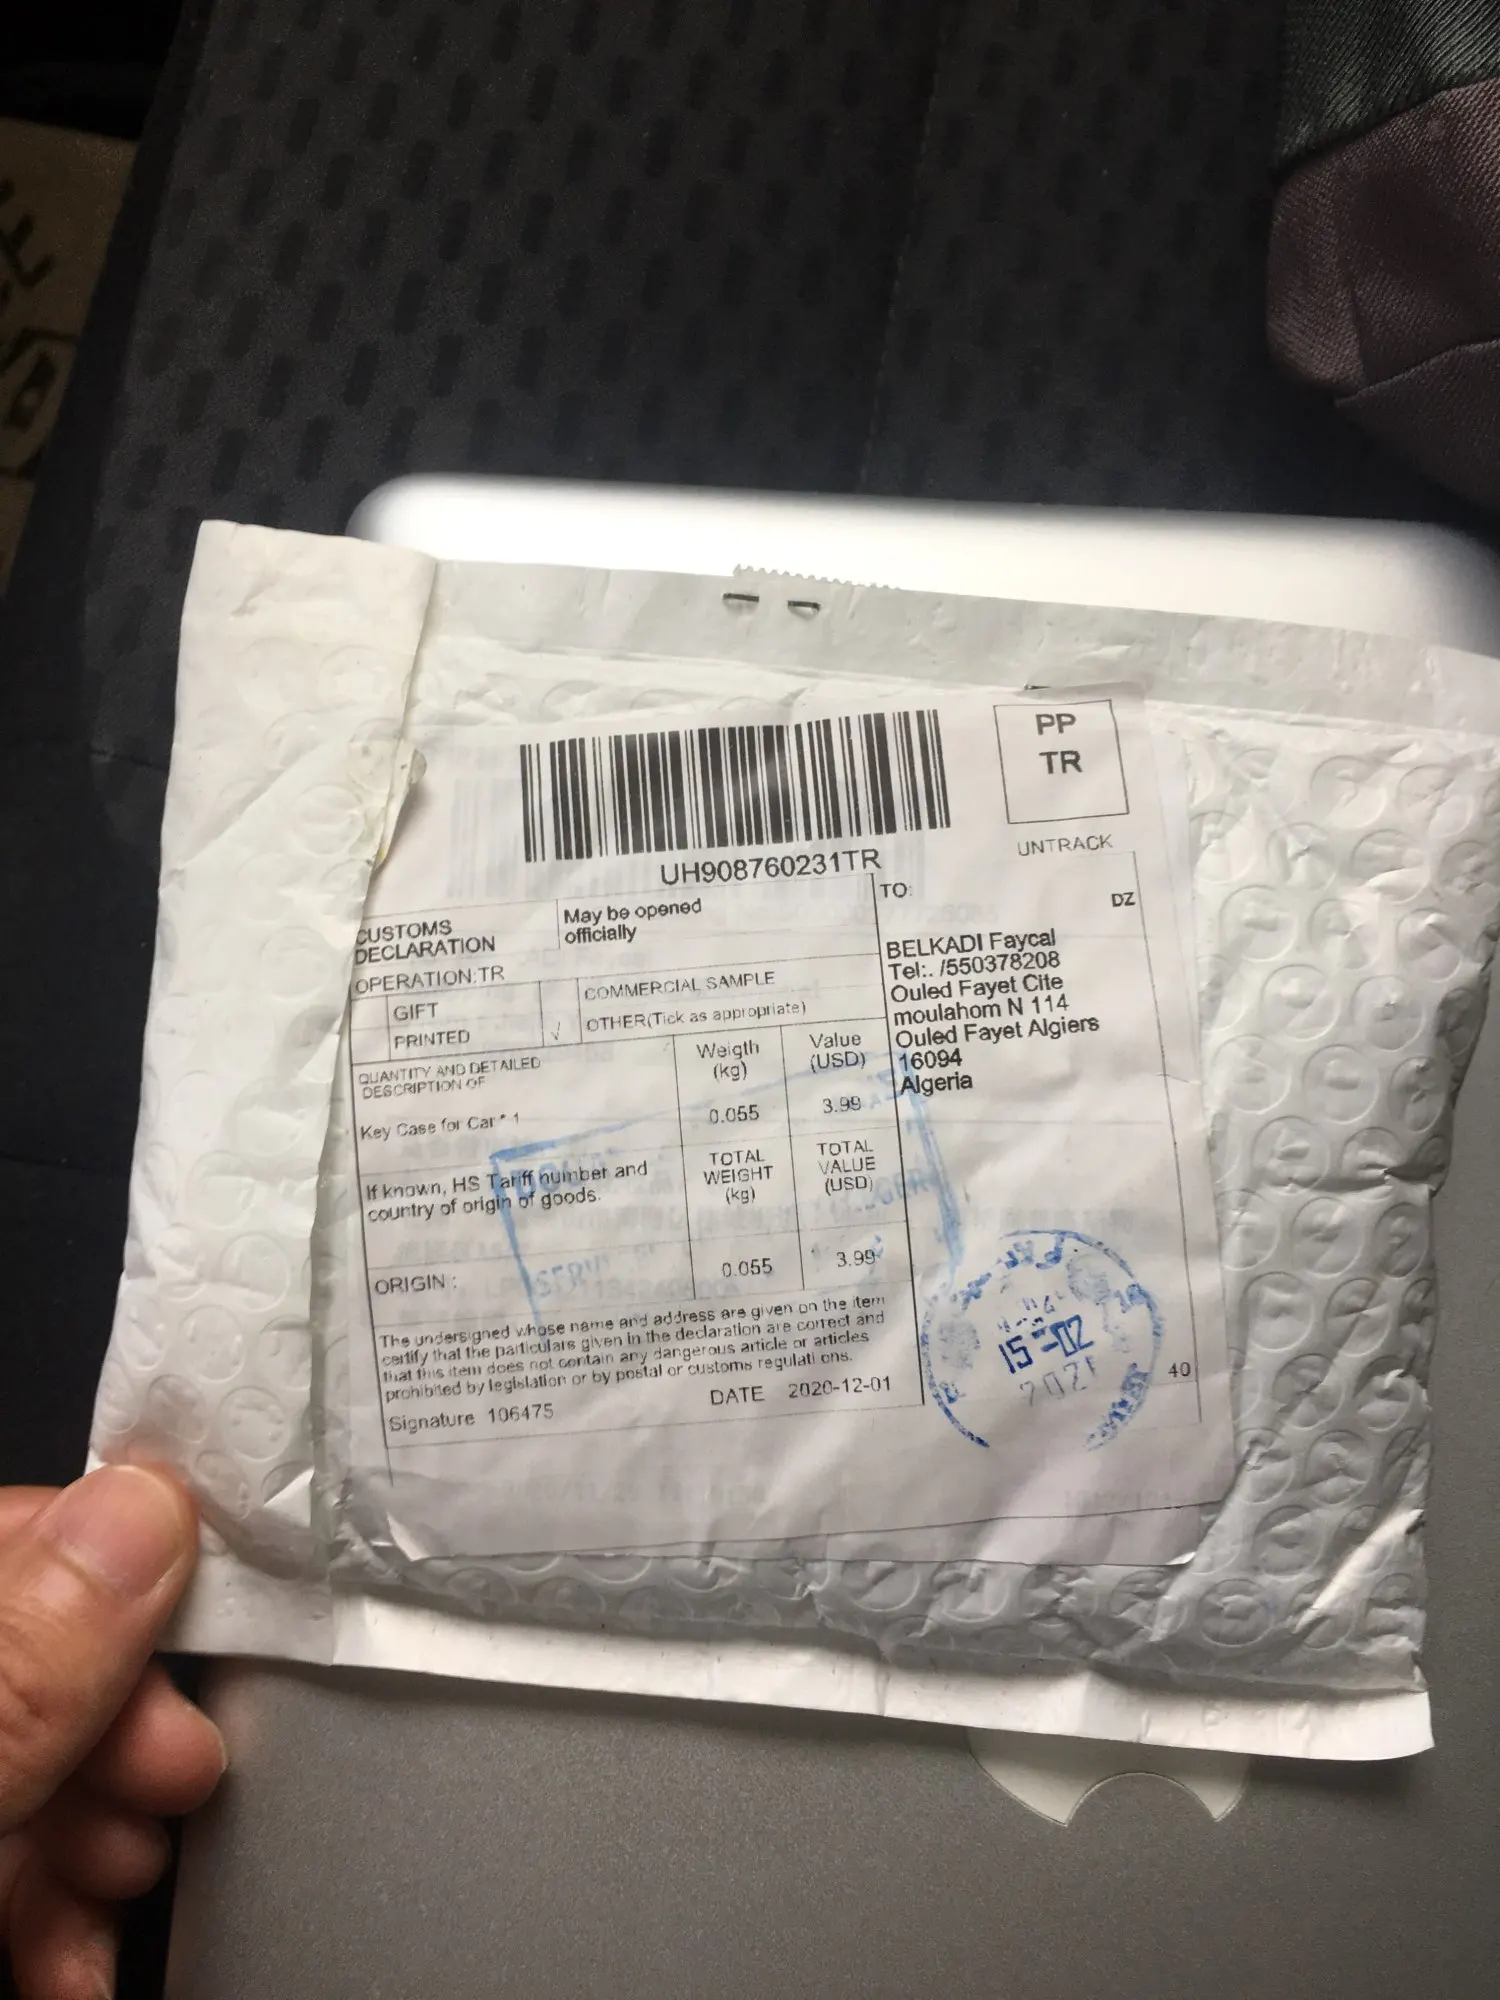 PP
TR
UNTRACK
UH908760231TR
CUSTOMS
DECLARATION
May be opened
officially
OPERATION:TR
GIFT
COMMERCIAL SAMPLE
PRINTED
√
OTHER(Tick as appropriate)
QUANTITY AND DETAILED
DESCRIPTION OF
Weigth
(kg)
Value
(USD)
Key Case for Car * 1
0.055
3.99
If known, HS Tariff number and
country of origin of goods.
TOTAL
WEIGHT
(kg)
TOTAL
VALUE
(USD)
ORIGIN :
0.055
3.99
The undersigned whose name and address are given on the item
certify that the particulars given in the declaration are correct and
that this item does not contain any dangerous article or articles
prohibited by legislation or by postal or customs regulati ons.
Signature 106475
DATE 2020-12-01
TO:
DZ
BELKADI Faycal
Tel:. /550378208
Ouled Fayet Cite
moulahom N 114
Ouled Fayet Algiers
16094
Algeria
15-02
2021
40